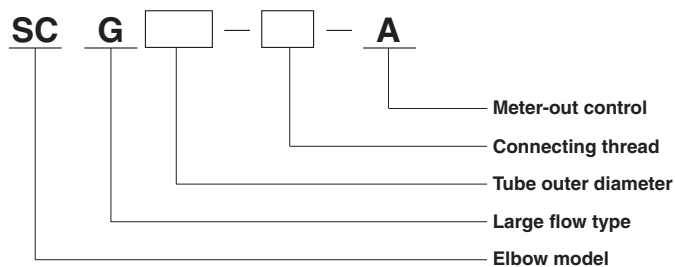 SC G — — A
Meter-out control
Connecting thread
Tube outer diameter
Large flow type
Elbow model